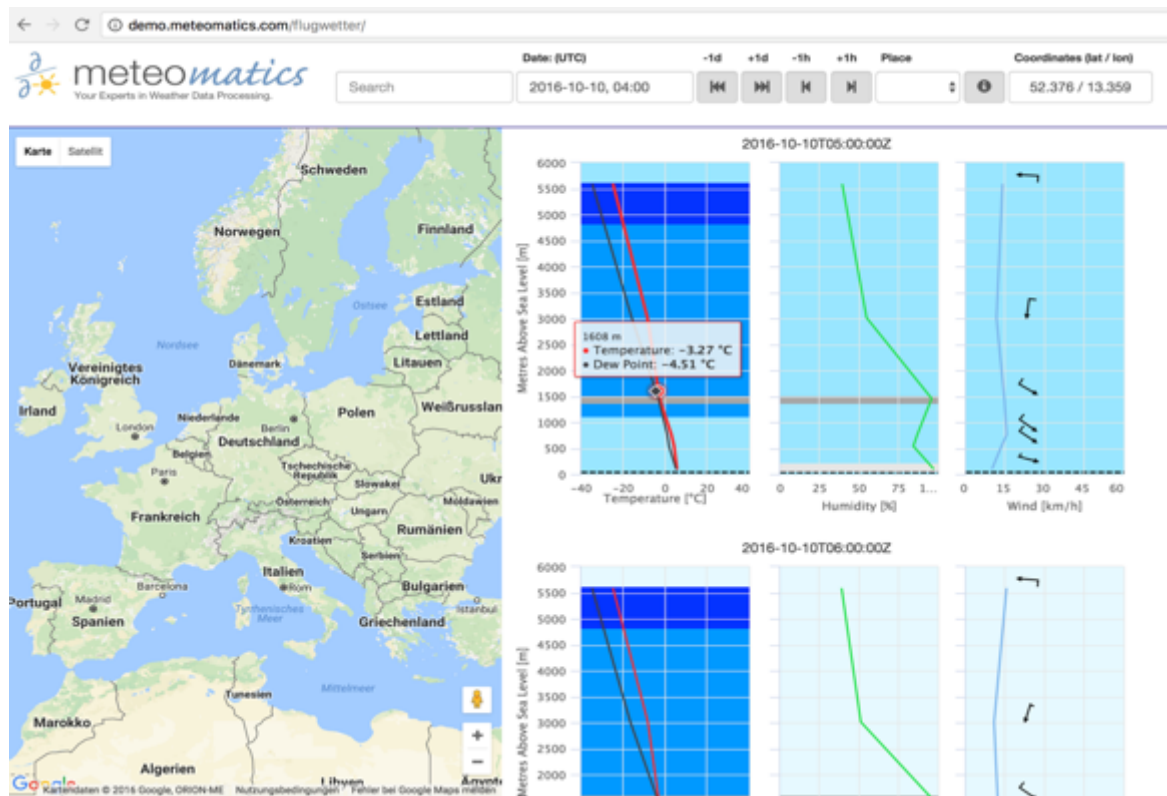 demo.meteomatics.com/flugwetter/
meteomatics
Your Experts in Weather Data Processing.
Search
Date: (UTC)
2016-10-10, 04:00
-1d +1d -1h +1h Place
Coordinates (lat / lon)
52.376 / 13.359
Karte Satellit
Schweden
Norwegen
Finnland
Ostsee
Estland
Lettland
Nordsee
Dänemark
Litauen
Vereinigtes
Königreich
Irland
London
Niederlande
Berlin
Polen
Weißrusslan
Deutschland
Belgien
Paris
Tschechische
Republik
Slowakei
Ukr
Österreich
Ungarn
Moldawien
Frankreich
Rumänien
Kroatien
Serbien
Italien
Rom
Bulgarien
Barcelona
Portugal
Madrid
Spanien
Tyrrhenisches
Meer
Istanbul
Griechenland
Mittelmeer
Tunesien
Marokko
Algerien
Libyen
Ägypte
Google
Kartendaten © 2016 Google, ORION-ME Nutzungsbedingungen Fehler bei Google Maps melden
2016-10-10T05:00:00Z
Metres Above Sea Level [m]
6000
5500
5000
4500
4000
3500
3000
2500
2000
1500
1000
500
0
1608 m
Temperature: -3.27 °C
Dew Point: -4.51 °C
-40 -20 0 20 40
Temperature [°C]
0 25 50 75 1...
Humidity [%]
0 15 30 45 60
Wind [km/h]
2016-10-10T06:00:00Z
Metres Above Sea Level [m]
6000
5500
5000
4500
4000
3500
3000
2500
2000